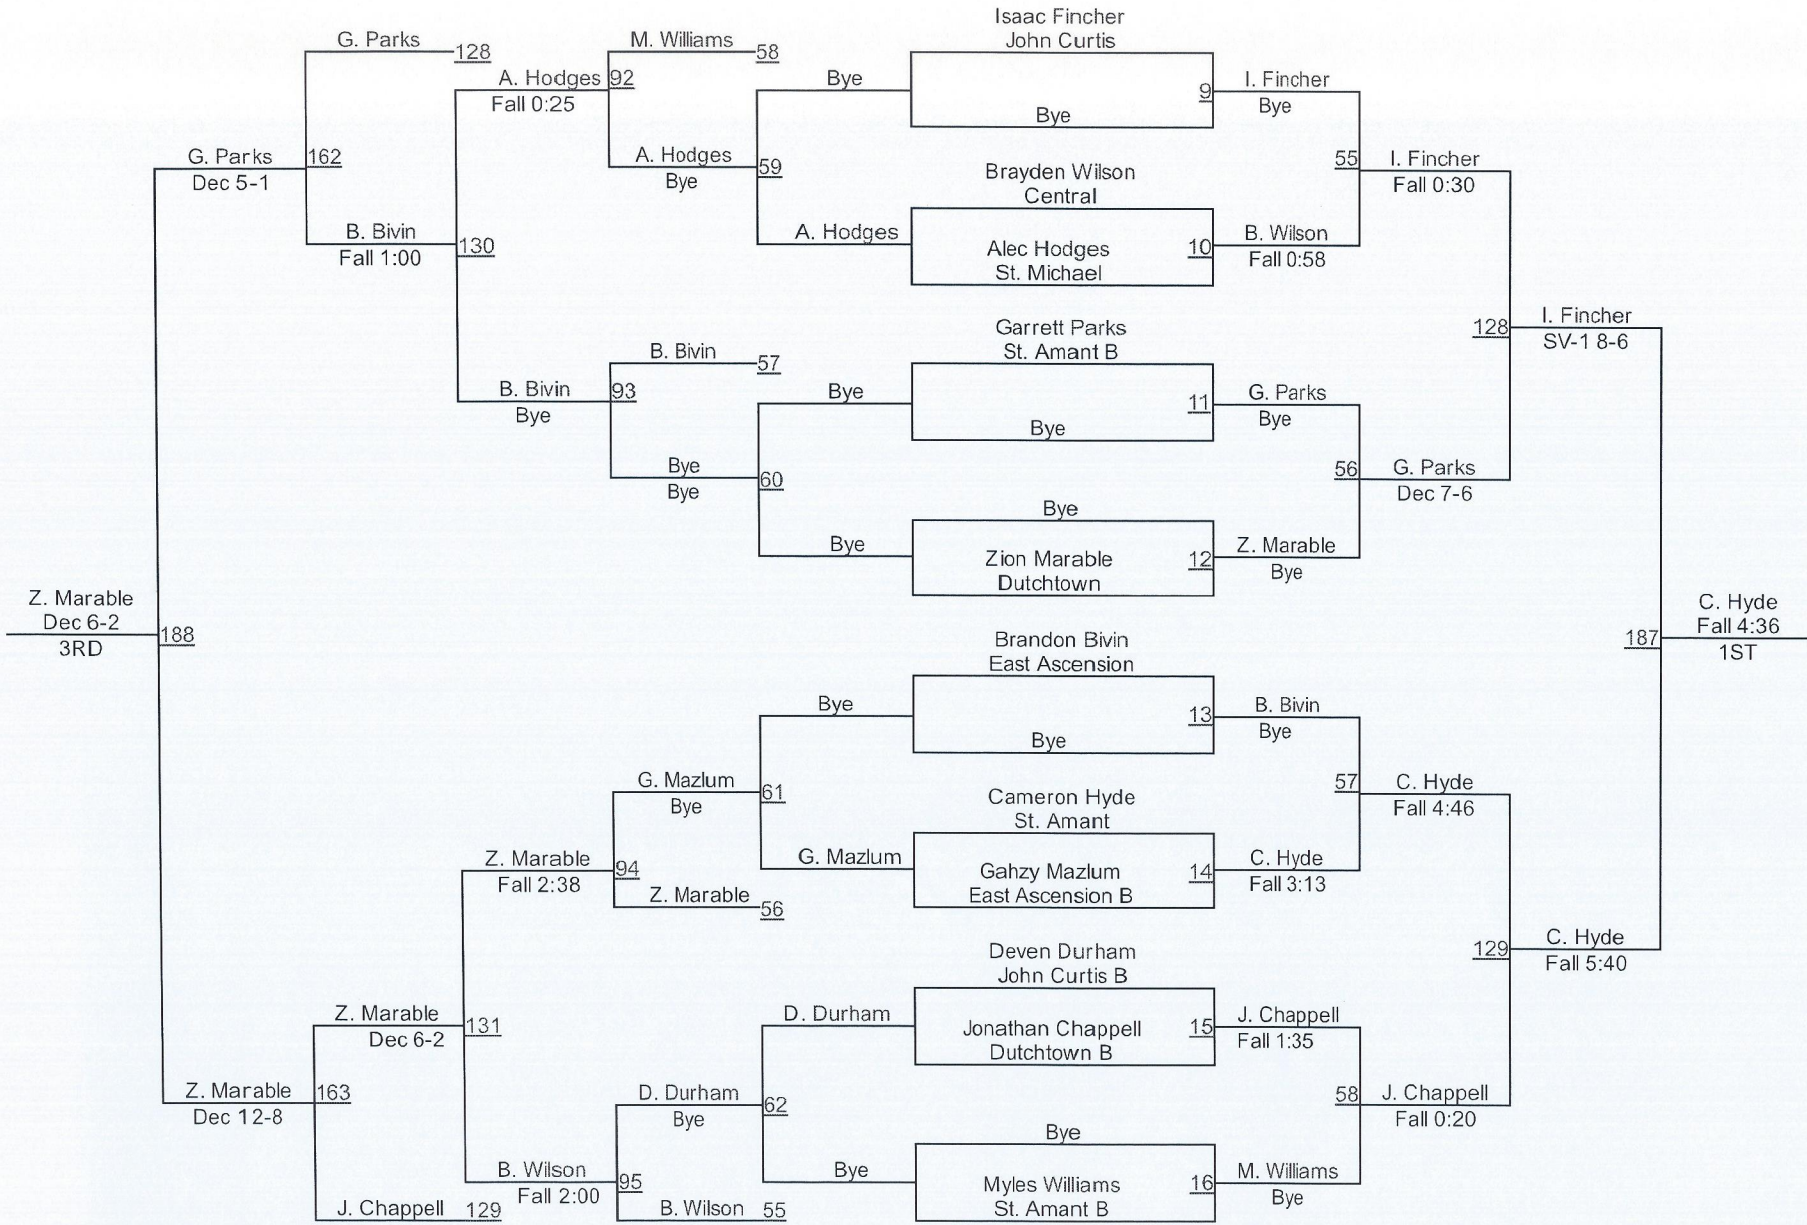 Isaac Fincher
John Curtis
G. Parks
128
M. Williams
58
A. Hodges
92
Fall 0:25
Bye
Bye
9
I. Fincher
Bye
G. Parks
162
Dec 5-1
A. Hodges
59
Bye
Brayden Wilson
Central
55
I. Fincher
Fall 0:30
B. Bivin
130
Fall 1:00
A. Hodges
Alec Hodges
St. Michael
10
B. Wilson
Fall 0:58
Garrett Parks
St. Amant B
128
I. Fincher
SV-1 8-6
B. Bivin
57
B. Bivin
93
Bye
Bye
Bye
11
G. Parks
Bye
Bye
60
Bye
56
G. Parks
Dec 7-6
Bye
Bye
Zion Marable
Dutchtown
12
Z. Marable
Bye
Z. Marable
Dec 6-2
188
3RD
Brandon Bivin
East Ascension
187
C. Hyde
Fall 4:36
1ST
Bye
Bye
13
B. Bivin
Bye
G. Mazlum
61
Bye
Cameron Hyde
St. Amant
57
C. Hyde
Fall 4:46
Z. Marable
94
Fall 2:38
G. Mazlum
Gahzy Mazlum
East Ascension B
14
C. Hyde
Fall 3:13
Z. Marable
56
Deven Durham
John Curtis B
129
C. Hyde
Fall 5:40
Z. Marable
131
Dec 6-2
D. Durham
Jonathan Chappell
Dutchtown B
15
J. Chappell
Fall 1:35
Z. Marable
163
Dec 12-8
D. Durham
62
Bye
58
J. Chappell
Fall 0:20
Bye
B. Wilson
95
Fall 2:00
Bye
Myles Williams
St. Amant B
16
M. Williams
Bye
J. Chappell
129
B. Wilson
55